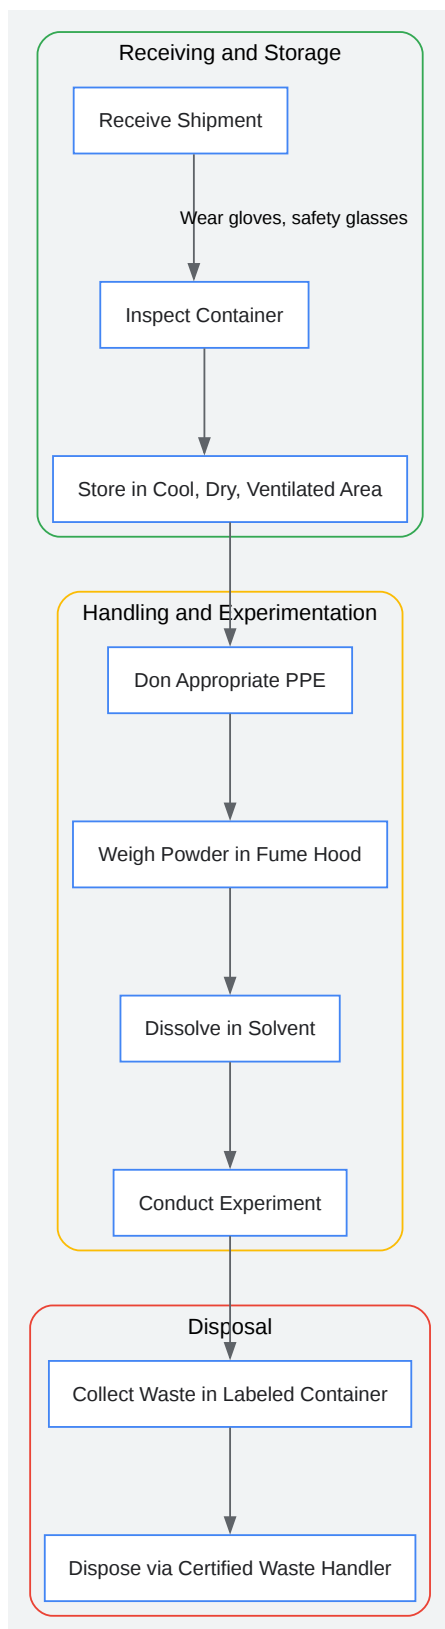 Receiving and Storage
Receive Shipment
Wear gloves, safety glasses
Inspect Container
Store in Cool, Dry, Ventilated Area
Handling and Experimentation
Don Appropriate PPE
Weigh Powder in Fume Hood
Dissolve in Solvent
Conduct Experiment
Disposal
Collect Waste in Labeled Container
Dispose via Certified Waste Handler